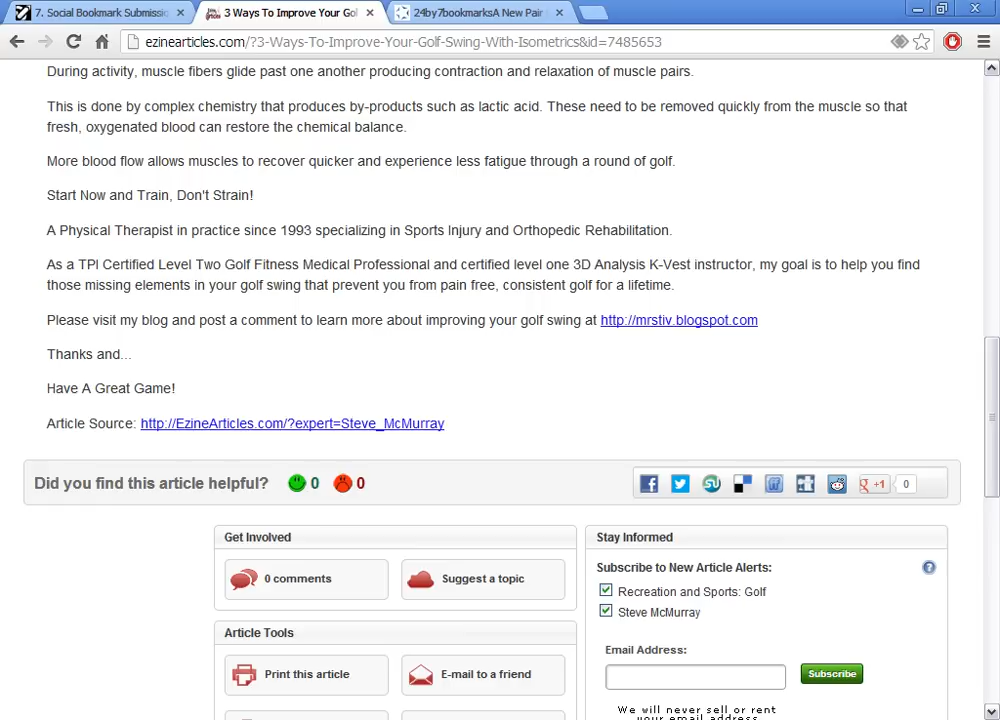 7. Social Bookmark Submissi
3 Ways To Improve Your Gol
24by7bookmarksA New Pair
ezinearticles.com/?3-Ways-To-Improve-Your-Golf-Swing-With-Isometrics&id=7485653
During activity, muscle fibers glide past one another producing contraction and relaxation of muscle pairs.
This is done by complex chemistry that produces by-products such as lactic acid. These need to be removed quickly from the muscle so that
fresh, oxygenated blood can restore the chemical balance.
More blood flow allows muscles to recover quicker and experience less fatigue through a round of golf.
Start Now and Train, Don't Strain!
A Physical Therapist in practice since 1993 specializing in Sports Injury and Orthopedic Rehabilitation.
As a TPI Certified Level Two Golf Fitness Medical Professional and certified level one 3D Analysis K-Vest instructor, my goal is to help you find
those missing elements in your golf swing that prevent you from pain free, consistent golf for a lifetime.
Please visit my blog and post a comment to learn more about improving your golf swing at http://mrstiv.blogspot.com
Thanks and...
Have A Great Game!
Article Source: http://EzineArticles.com/?expert=Steve_McMurray
Did you find this article helpful? 0 0
g +1 0
Get Involved
0 comments
Suggest a topic
Article Tools
Print this article
E-mail to a friend
Stay Informed
Subscribe to New Article Alerts:
Recreation and Sports: Golf
Steve McMurray
Email Address:
Subscribe
We will never sell or rent
your email address